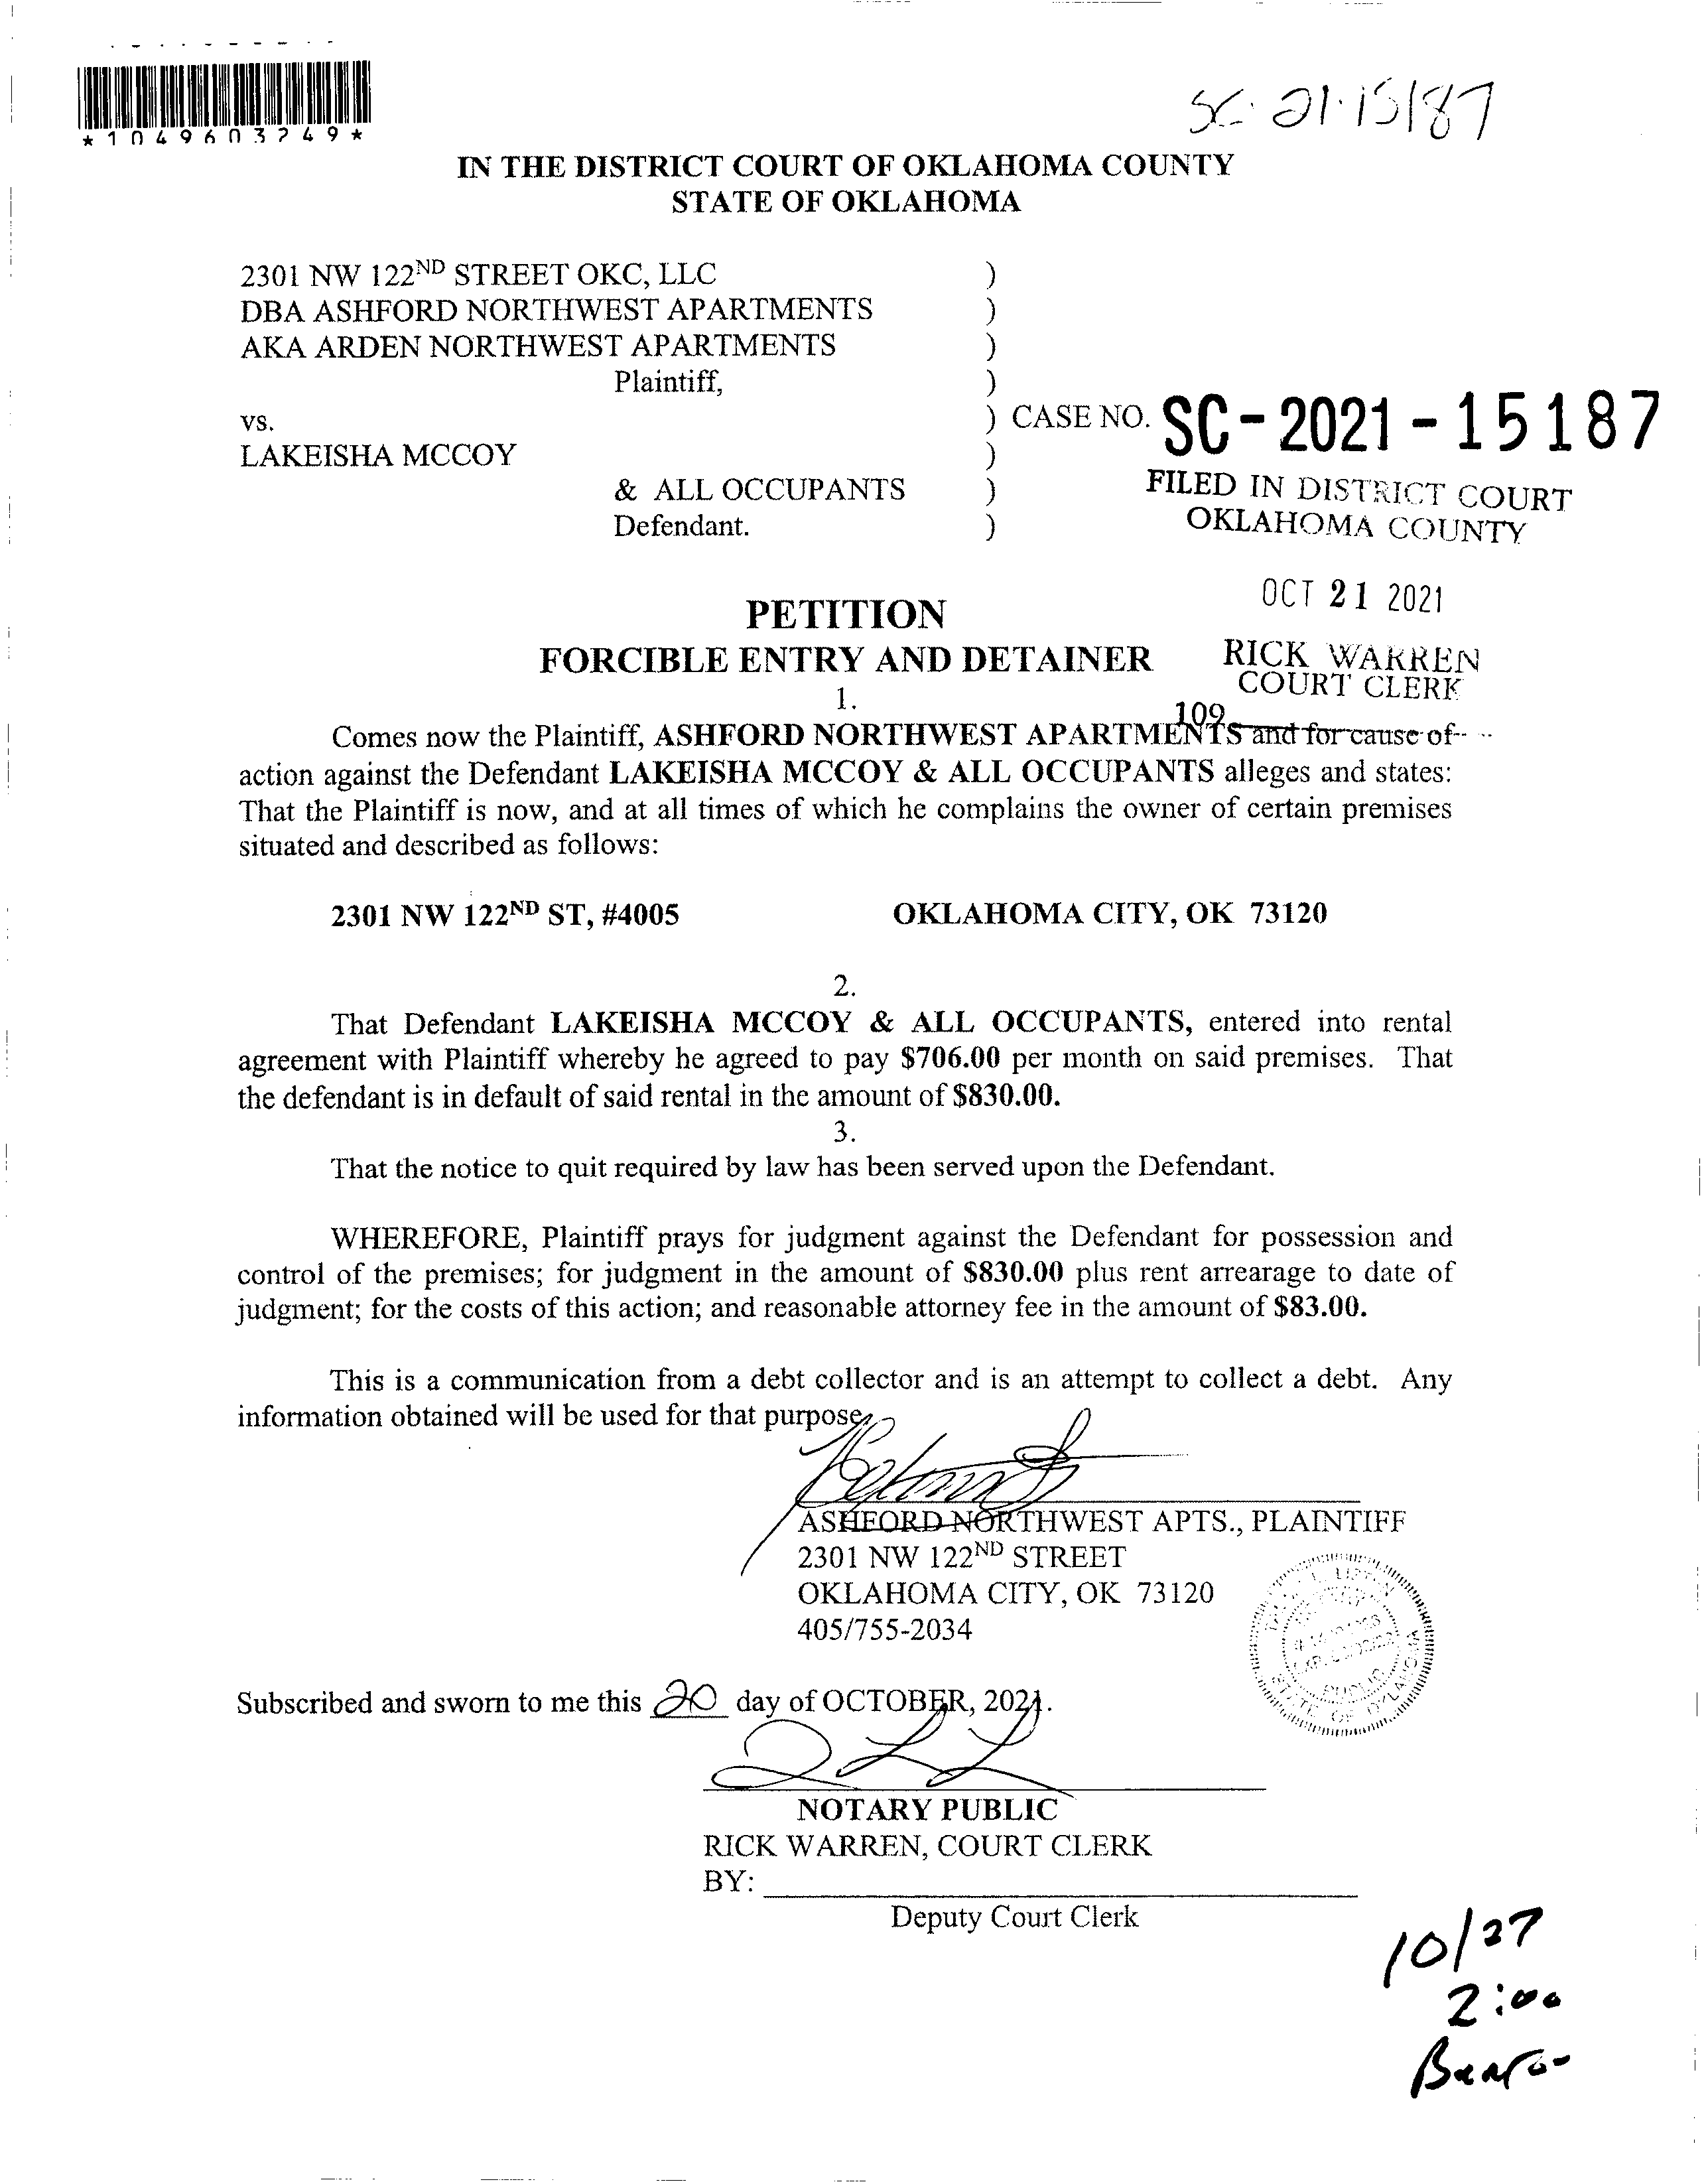 *1049603249*
SC-21-15187
IN THE DISTRICT COURT OF OKLAHOMA COUNTY
STATE OF OKLAHOMA
2301 NW 122ND STREET OKC, LLC )
DBA ASHFORD NORTHWEST APARTMENTS )
AKA ARDEN NORTHWEST APARTMENTS )
Plaintiff, )
vs. ) CASE NO. SC-2021-15187
LAKEISHA MCCOY )
& ALL OCCUPANTS )
Defendant. )
FILED IN DISTRICT COURT
OKLAHOMA COUNTY
OCT 21 2021
RICK WARREN
COURT CLERK
109
PETITION
FORCIBLE ENTRY AND DETAINER
1.
Comes now the Plaintiff, ASHFORD NORTHWEST APARTMENTS and for cause of
action against the Defendant LAKEISHA MCCOY & ALL OCCUPANTS alleges and states:
That the Plaintiff is now, and at all times of which he complains the owner of certain premises
situated and described as follows:
2301 NW 122ND ST, #4005 OKLAHOMA CITY, OK 73120
2.
That Defendant LAKEISHA MCCOY & ALL OCCUPANTS, entered into rental
agreement with Plaintiff whereby he agreed to pay $706.00 per month on said premises. That
the defendant is in default of said rental in the amount of $830.00.
3.
That the notice to quit required by law has been served upon the Defendant.
WHEREFORE, Plaintiff prays for judgment against the Defendant for possession and
control of the premises; for judgment in the amount of $830.00 plus rent arrearage to date of
judgment; for the costs of this action; and reasonable attorney fee in the amount of $83.00.
This is a communication from a debt collector and is an attempt to collect a debt. Any
information obtained will be used for that purpose.
ASHFORD NORTHWEST APTS., PLAINTIFF
2301 NW 122ND STREET
OKLAHOMA CITY, OK 73120
405/755-2034
STATE OF OKLAHOMA
PUBLIC
Subscribed and sworn to me this 20 day of OCTOBER, 2021.
NOTARY PUBLIC
RICK WARREN, COURT CLERK
BY:
Deputy Court Clerk
10/27
2:00